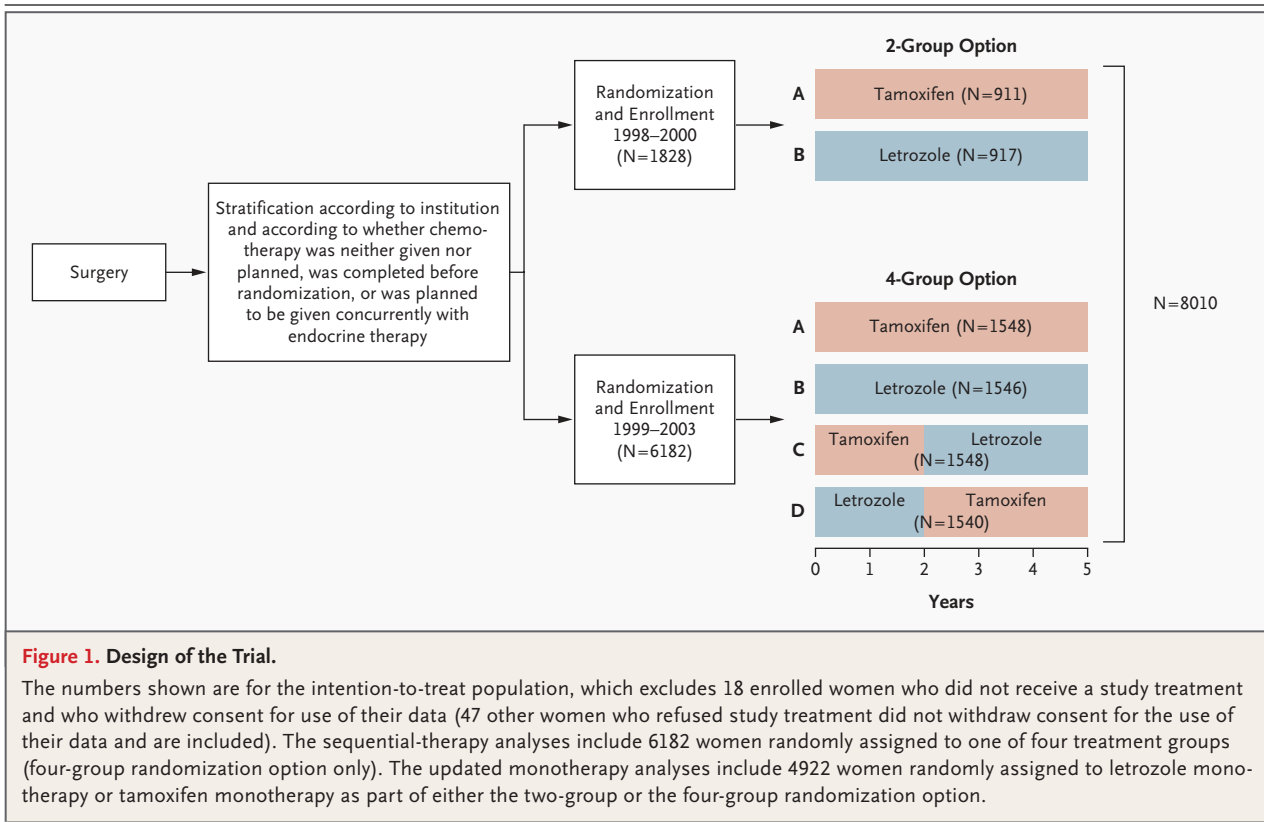 Surgery
Stratification according to institution
and according to whether chemo-
therapy was neither given nor
planned, was completed before
randomization, or was planned
to be given concurrently with
endocrine therapy
Randomization
and Enrollment
1998–2000
(N=1828)
2-Group Option
A Tamoxifen (N=911)
B Letrozole (N=917)
Randomization
and Enrollment
1999–2003
(N=6182)
4-Group Option
A Tamoxifen (N=1548)
B Letrozole (N=1546)
C Tamoxifen Letrozole
(N=1548)
D Letrozole Tamoxifen
(N=1540)
0 1 2 3 4 5
Years
N=8010
Figure 1. Design of the Trial.
The numbers shown are for the intention-to-treat population, which excludes 18 enrolled women who did not receive a study treatment
and who withdrew consent for use of their data (47 other women who refused study treatment did not withdraw consent for the use of
their data and are included). The sequential-therapy analyses include 6182 women randomly assigned to one of four treatment groups
(four-group randomization option only). The updated monotherapy analyses include 4922 women randomly assigned to letrozole mono-
therapy or tamoxifen monotherapy as part of either the two-group or the four-group randomization option.